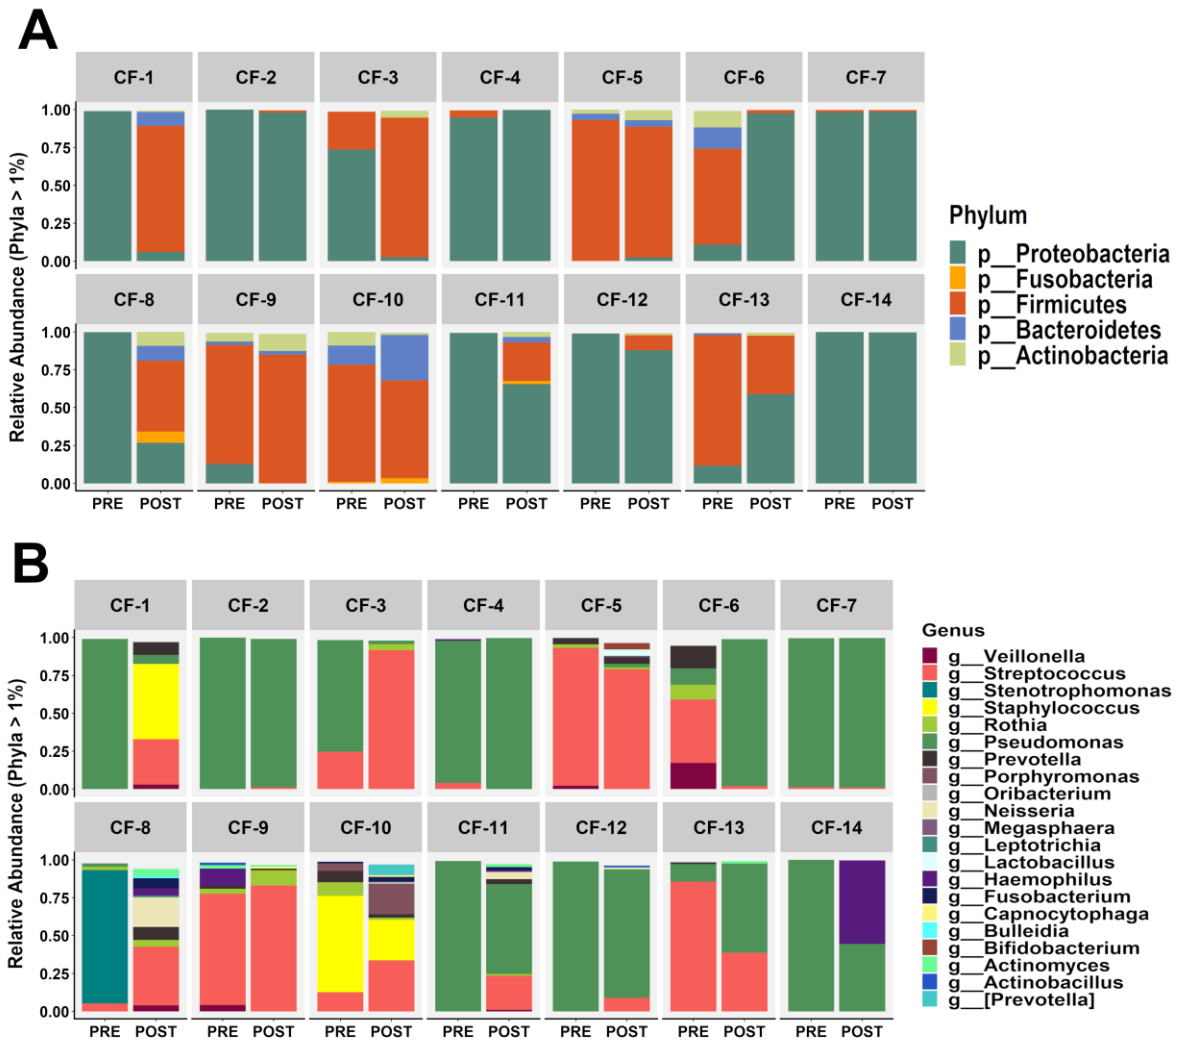 A
CF-1 CF-2 CF-3 CF-4 CF-5 CF-6 CF-7
Relative Abundance (Phyla > 1%)
1.00
0.75
0.50
0.25
0.00
CF-8 CF-9 CF-10 CF-11 CF-12 CF-13 CF-14
1.00
0.75
0.50
0.25
0.00
PRE POST PRE POST PRE POST PRE POST PRE POST PRE POST PRE POST
Phylum
p__Proteobacteria
p__Fusobacteria
p__Firmicutes
p__Bacteroidetes
p__Actinobacteria
B
CF-1 CF-2 CF-3 CF-4 CF-5 CF-6 CF-7
Relative Abundance (Phyla > 1%)
1.00
0.75
0.50
0.25
0.00
CF-8 CF-9 CF-10 CF-11 CF-12 CF-13 CF-14
Relative Abundance (Phyla > 1%)
1.00
0.75
0.50
0.25
0.00
PRE POST PRE POST PRE POST PRE POST PRE POST PRE POST PRE POST
Genus
g__Veillonella
g__Streptococcus
g__Stenotrophomonas
g__Staphylococcus
g__Rothia
g__Pseudomonas
g__Prevotella
g__Porphyromonas
g__Oribacterium
g__Neisseria
g__Megasphaera
g__Leptotrichia
g__Lactobacillus
g__Haemophilus
g__Fusobacterium
g__Capnocytophaga
g__Bulleidia
g__Bifidobacterium
g__Actinomyces
g__Actinobacillus
g__[Prevotella]